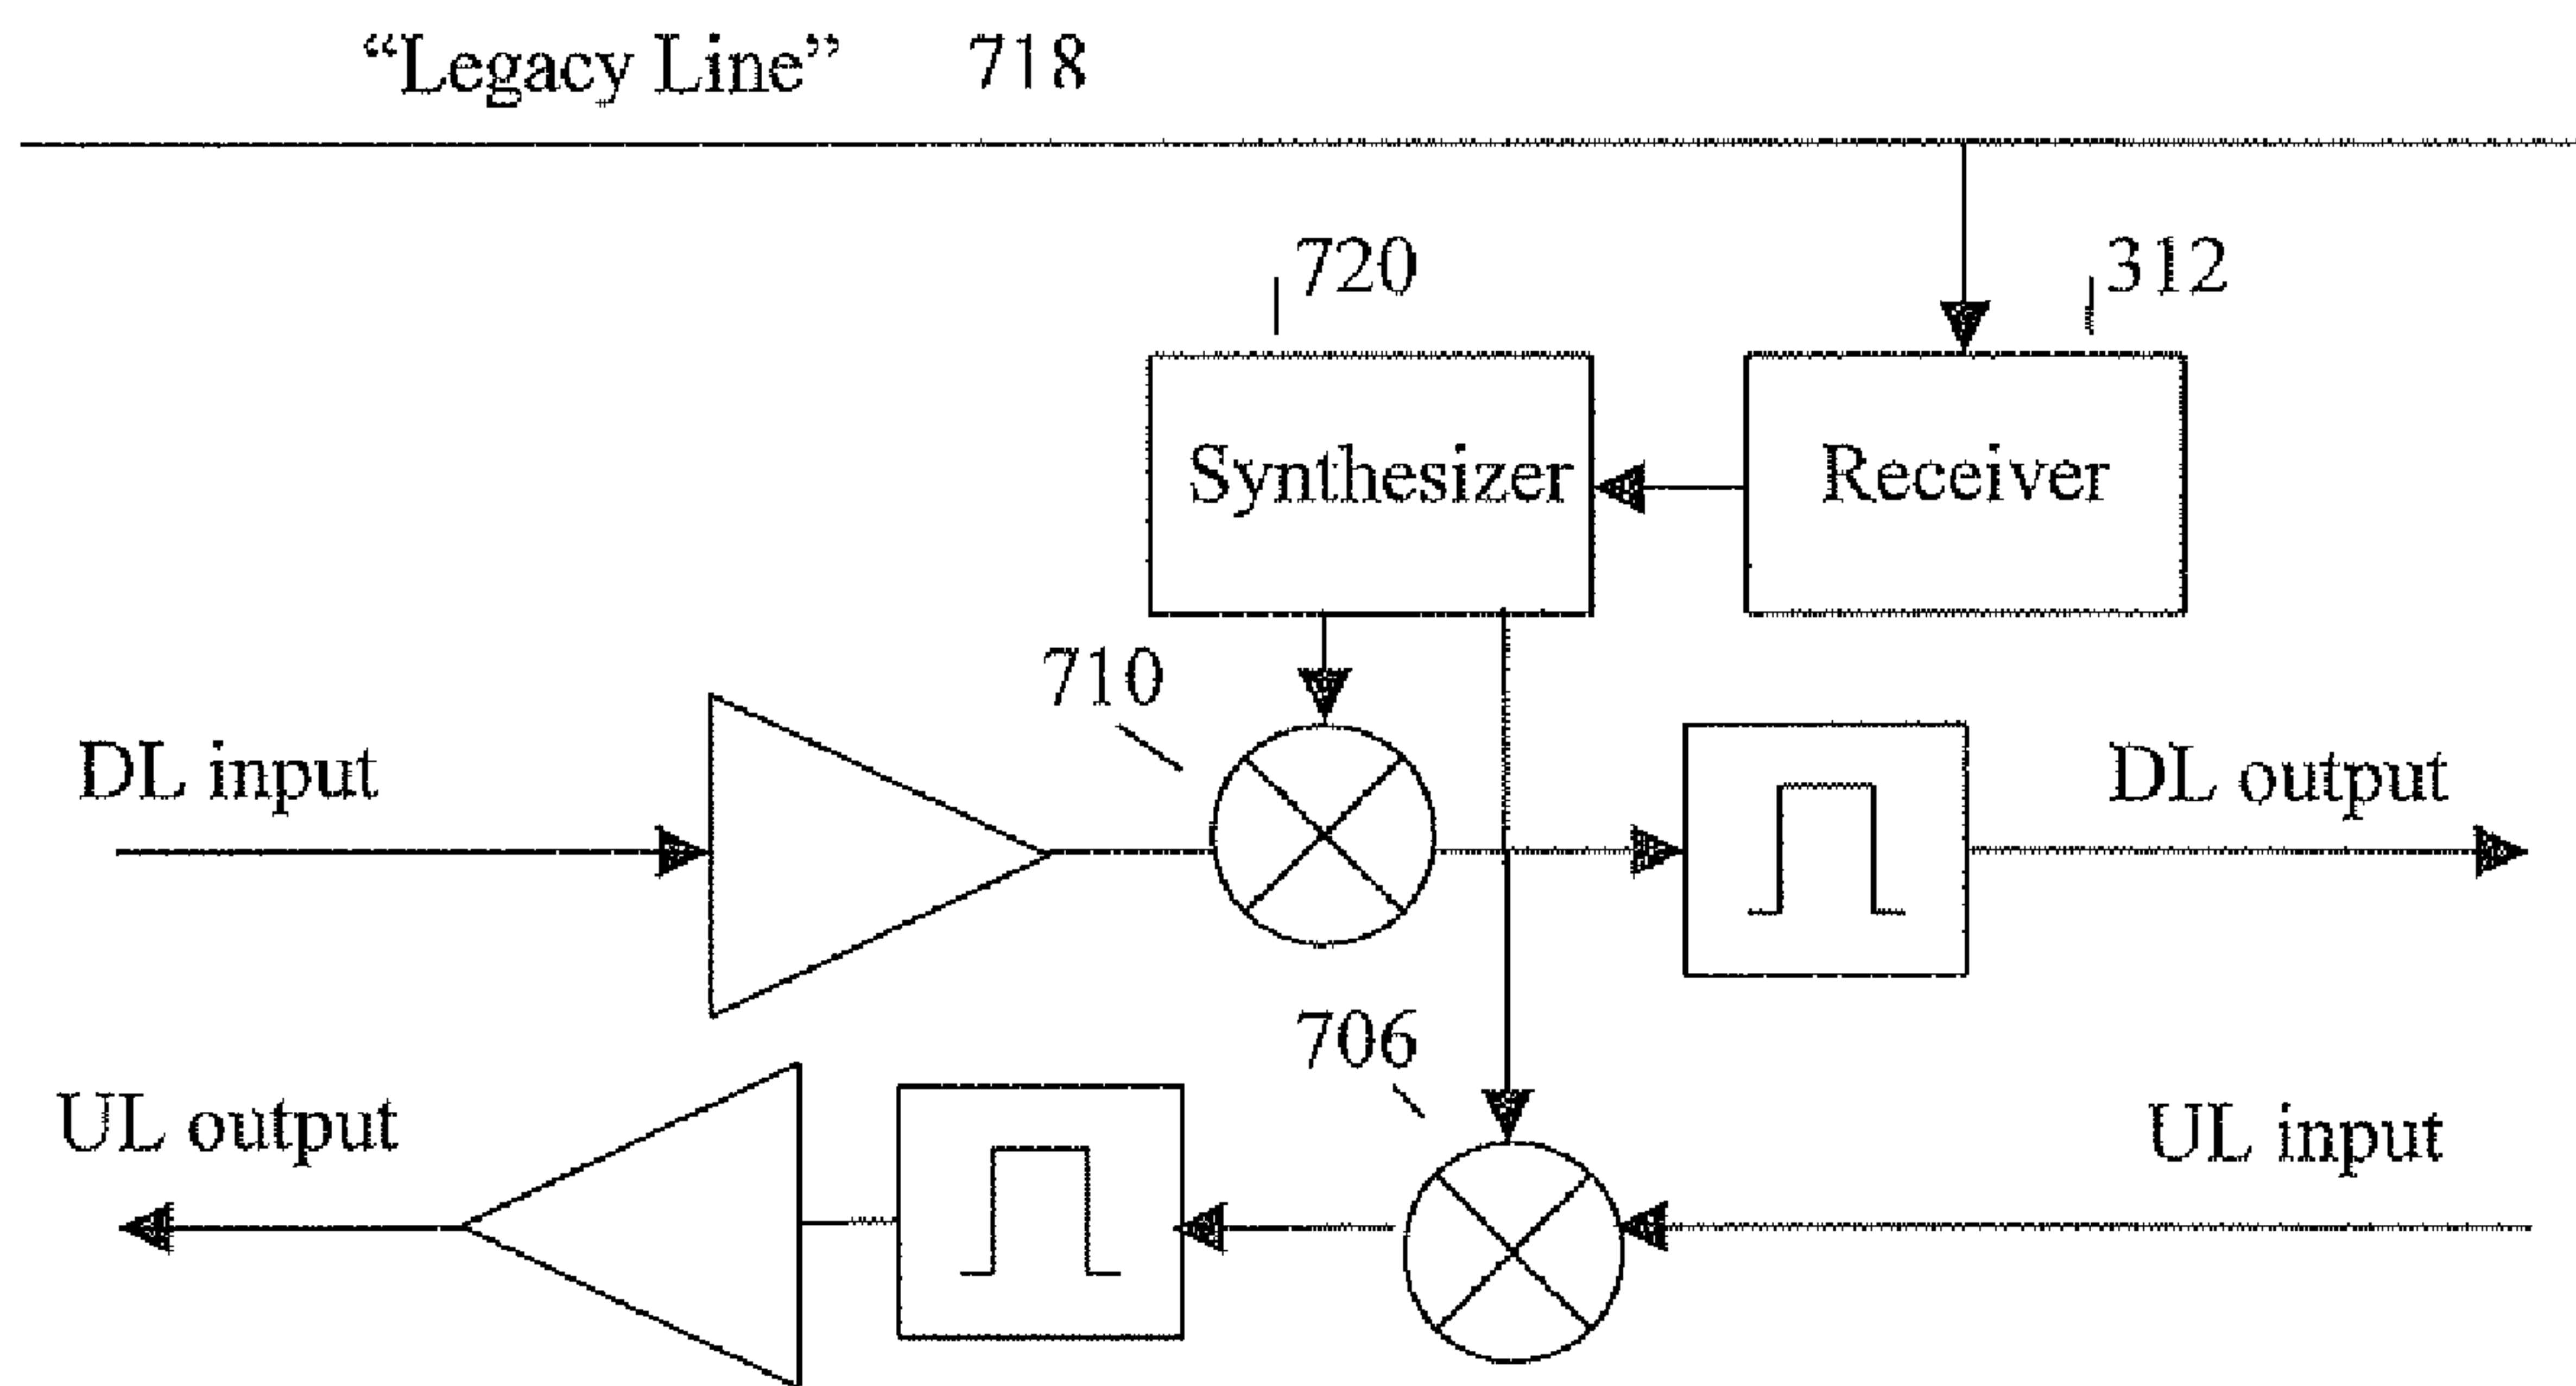 “Legacy Line” 718
720
312
Synthesizer
Receiver
710
DL input
DL output
706
UL output
UL input